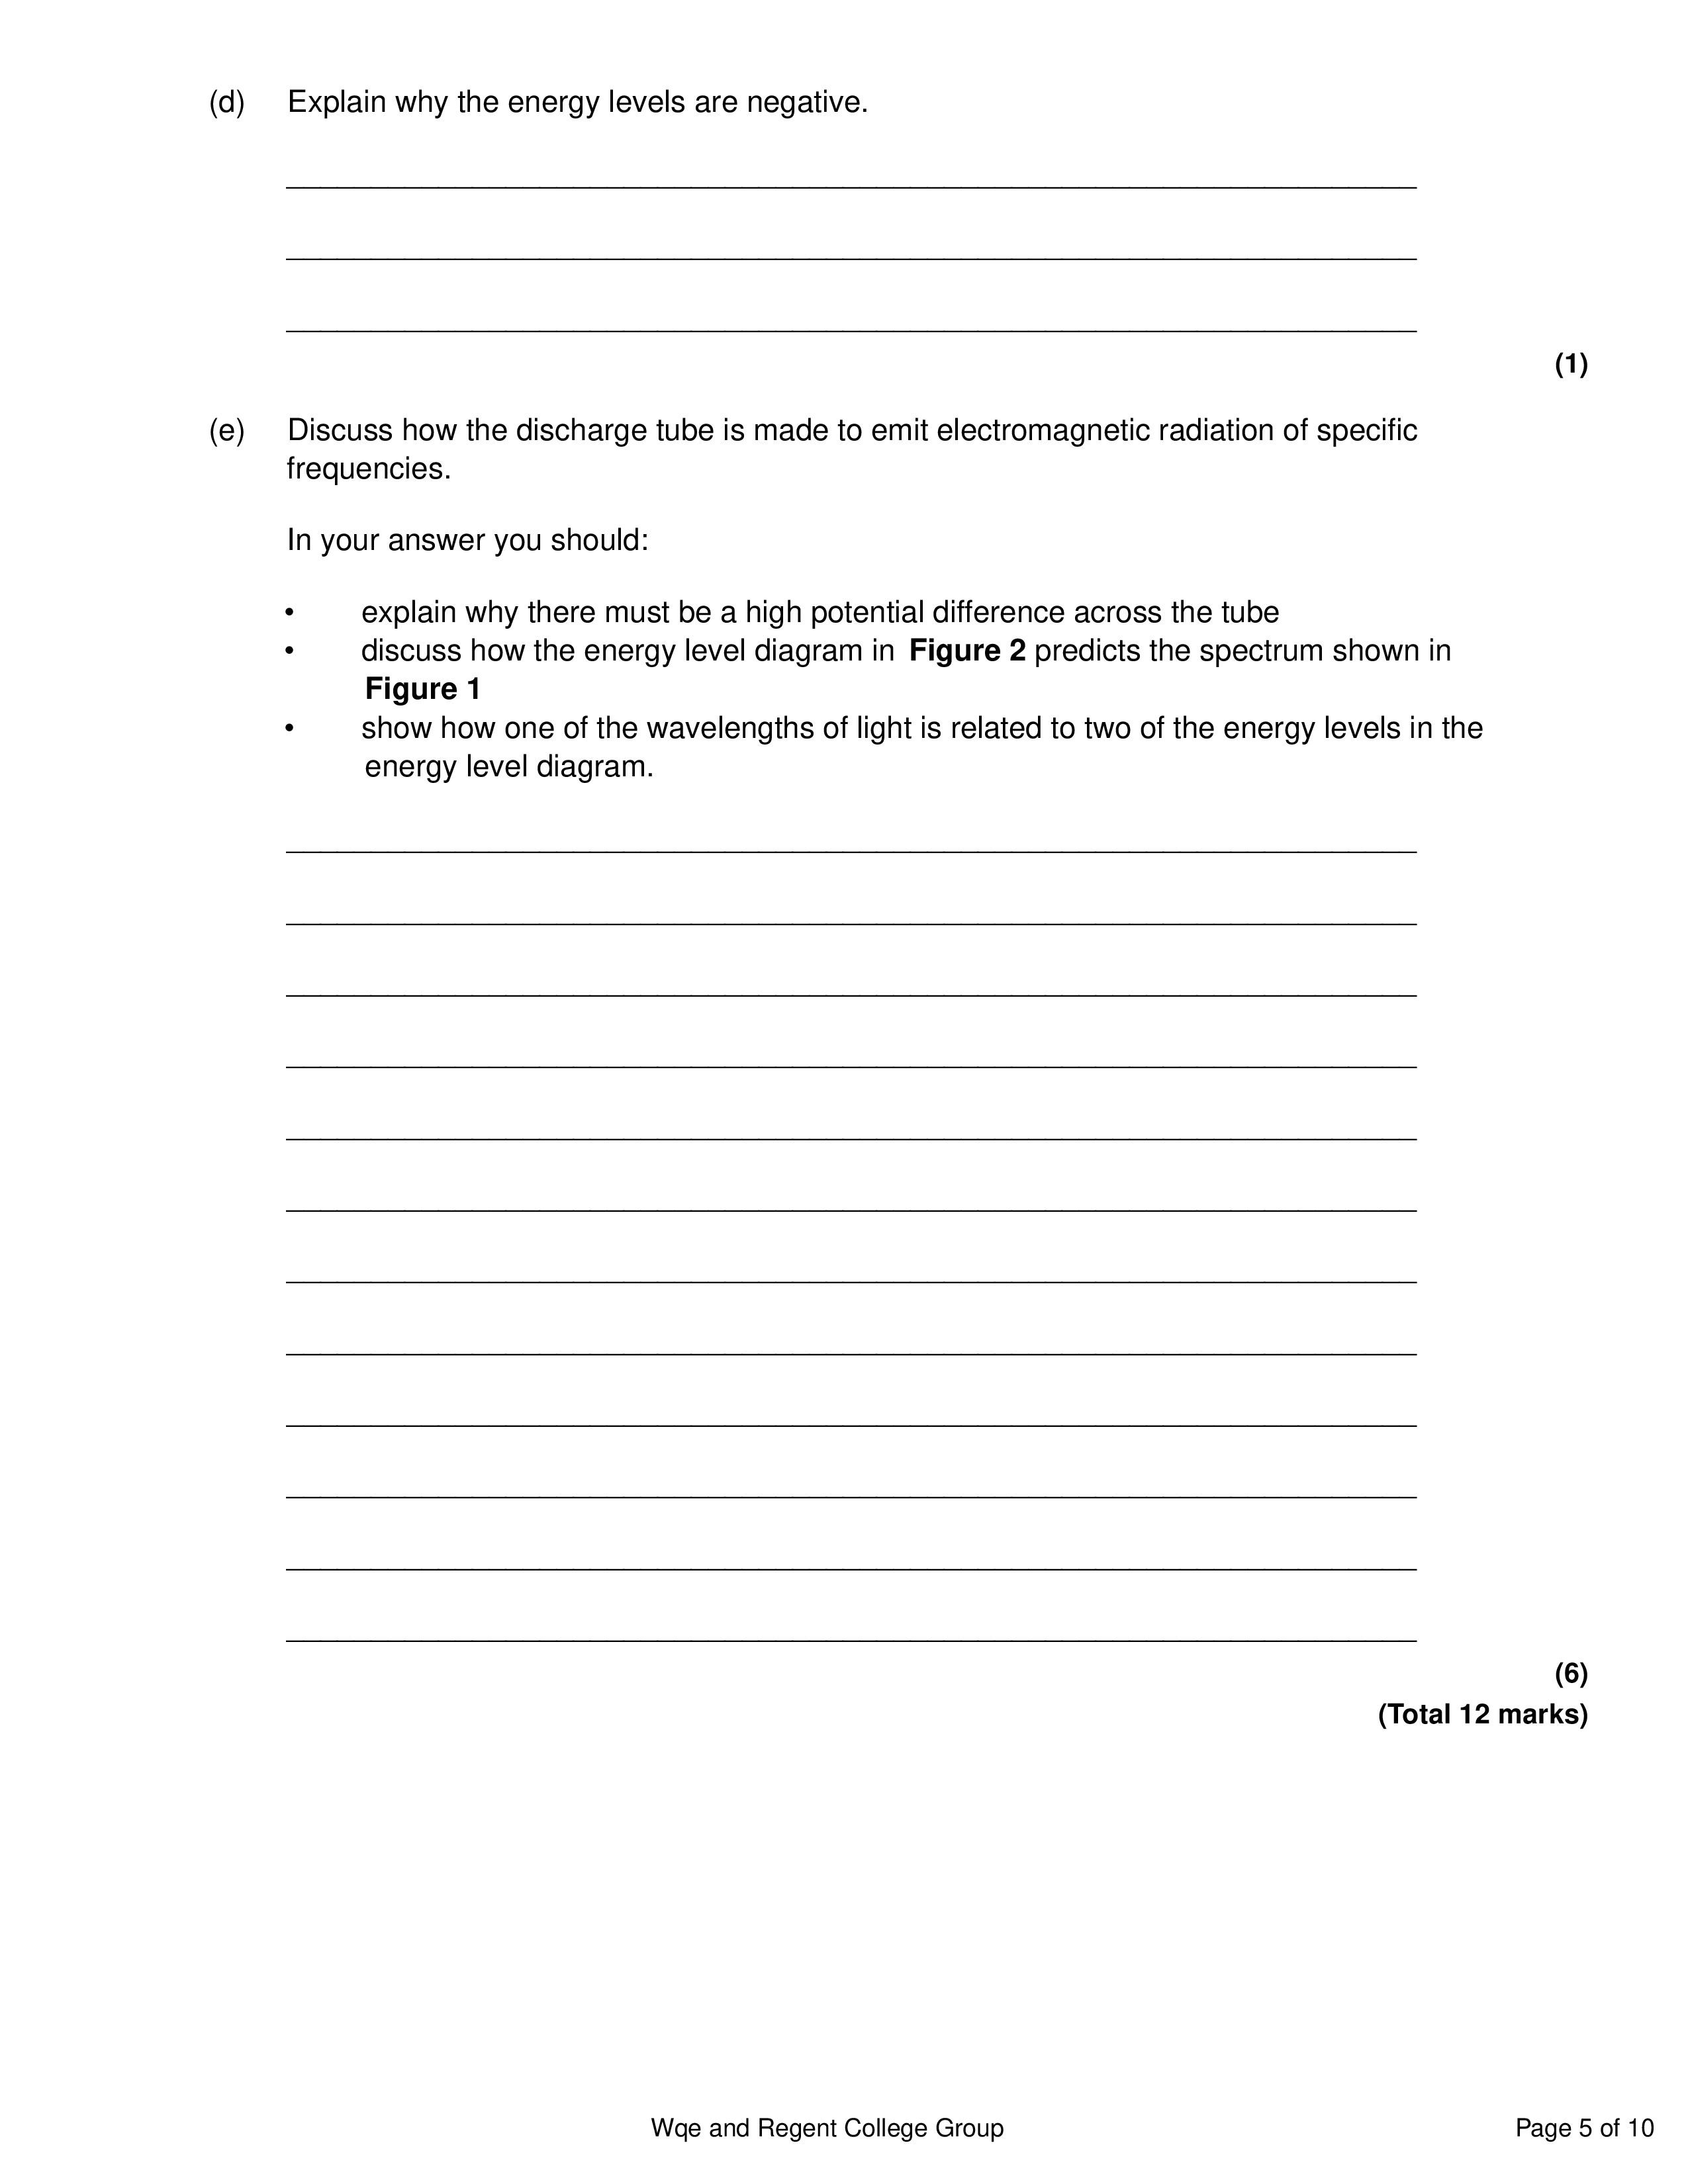 (d) Explain why the energy levels are negative.
(1)
(e) Discuss how the discharge tube is made to emit electromagnetic radiation of specific
frequencies.
In your answer you should:
• explain why there must be a high potential difference across the tube
• discuss how the energy level diagram in Figure 2 predicts the spectrum shown in
Figure 1
• show how one of the wavelengths of light is related to two of the energy levels in the
energy level diagram.
(6)
(Total 12 marks)
Wqe and Regent College Group Page 5 of 10